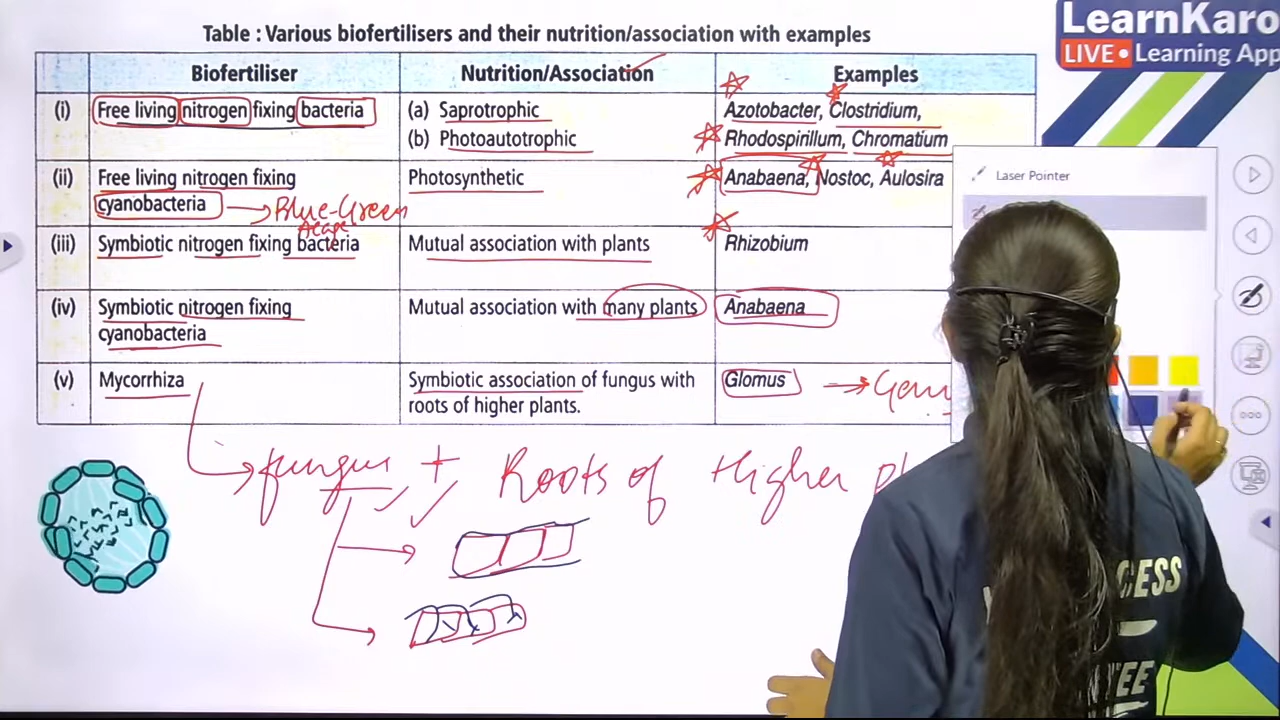 LearnKaro
LIVE • Learning App
Table : Various biofertilisers and their nutrition/association with examples
Biofertiliser Nutrition/Association Examples
(i) Free living nitrogen fixing bacteria (a) Saprotrophic Azotobacter, Clostridium,
(b) Photoautotrophic Rhodospirillum, Chromatium
(ii) Free living nitrogen fixing Photosynthetic Anabaena, Nostoc, Aulosira
cyanobacteria Blue-Green
Laser Pointer
(iii) Symbiotic nitrogen fixing bacteria Mutual association with plants Rhizobium
(iv) Symbiotic nitrogen fixing Mutual association with many plants Anabaena
cyanobacteria
(v) Mycorrhiza Symbiotic association of fungus with Glomus
roots of higher plants.
fungus + Roots of Higher
CESS